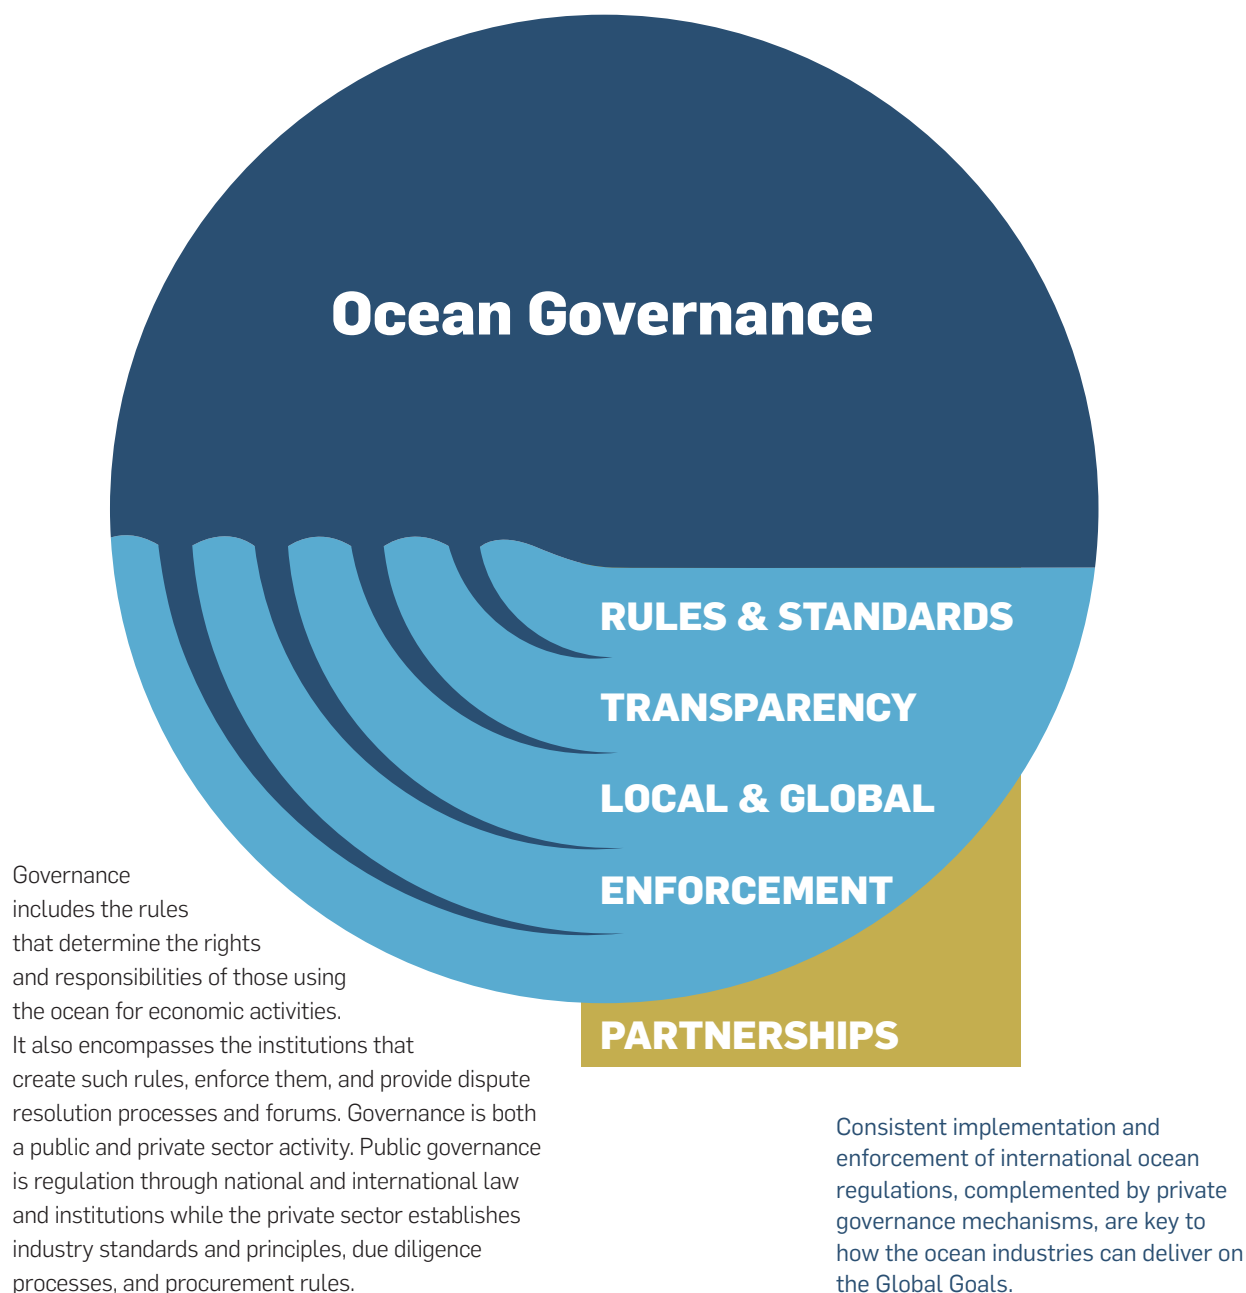 Ocean Governance
RULES & STANDARDS
TRANSPARENCY
LOCAL & GLOBAL
ENFORCEMENT
PARTNERSHIPS
Governance
includes the rules
that determine the rights
and responsibilities of those using
the ocean for economic activities.
It also encompasses the institutions that
create such rules, enforce them, and provide dispute
resolution processes and forums. Governance is both
a public and private sector activity. Public governance
is regulation through national and international law
and institutions while the private sector establishes
industry standards and principles, due diligence
processes, and procurement rules.
Consistent implementation and
enforcement of international ocean
regulations, complemented by private
governance mechanisms, are key to
how the ocean industries can deliver on
the Global Goals.